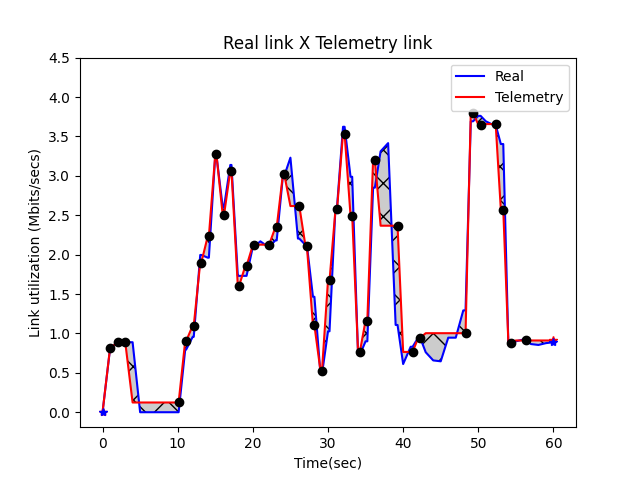 Real link X Telemetry link
Real
Telemetry
Link utilization (Mbits/secs)
4.5
4.0
3.5
3.0
2.5
2.0
1.5
1.0
0.5
0.0
0 10 20 30 40 50 60
Time(sec)